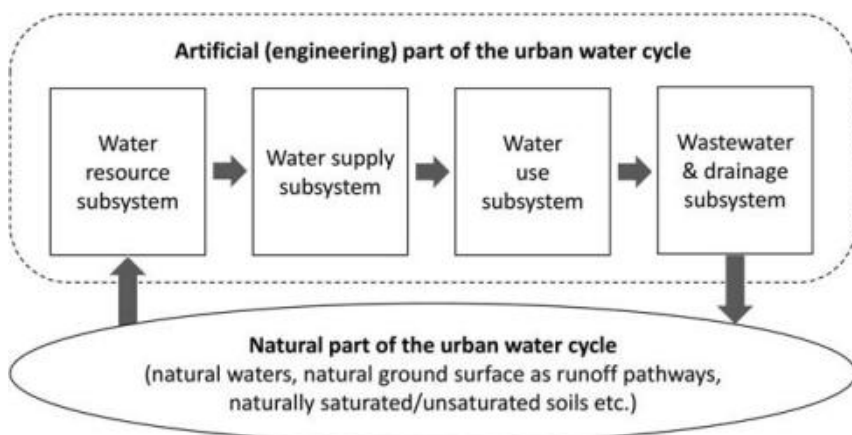 Artificial (engineering) part of the urban water cycle
Water
resource
subsystem
Water supply
subsystem
Water
use
subsystem
Wastewater
& drainage
subsystem
Natural part of the urban water cycle
(natural waters, natural ground surface as runoff pathways,
naturally saturated/unsaturated soils etc.)